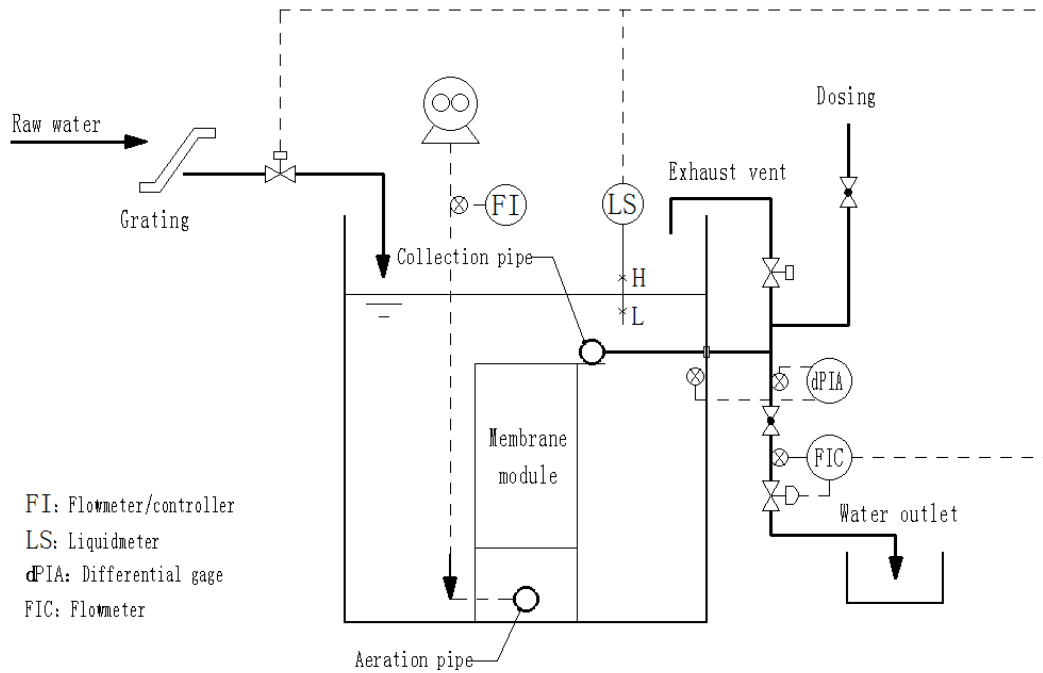 Raw water
Grating
FI
LS
Exhaust vent
Dosing
Collection pipe
H
L
dPIA
Membrane
module
FIC
Water outlet
FI: Flowmeter/controller
LS: Liquidmeter
dPIA: Differential gage
FIC: Flowmeter
Aeration pipe